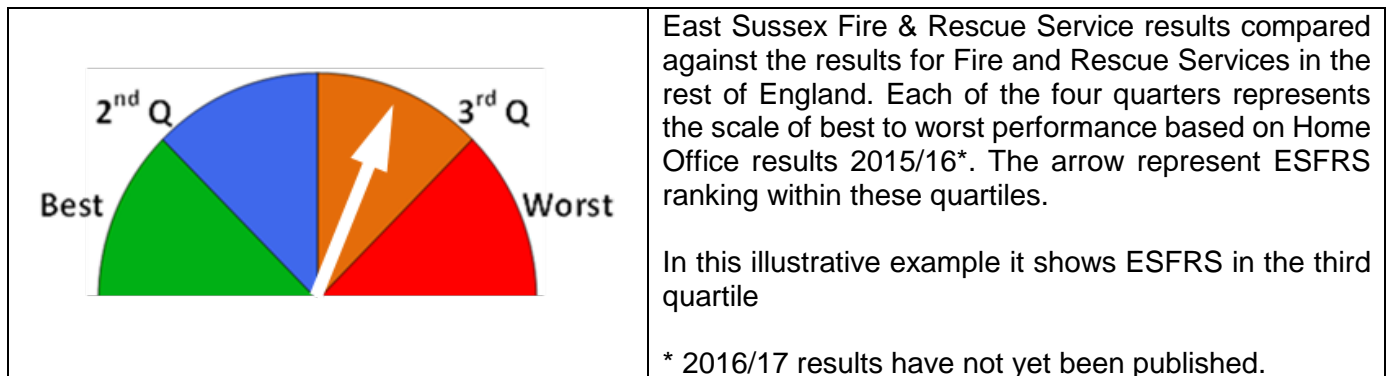 2nd Q
3rd Q
Best
Worst
East Sussex Fire & Rescue Service results compared
against the results for Fire and Rescue Services in the
rest of England. Each of the four quarters represents
the scale of best to worst performance based on Home
Office results 2015/16*. The arrow represent ESFRS
ranking within these quartiles.
In this illustrative example it shows ESFRS in the third
quartile
* 2016/17 results have not yet been published.